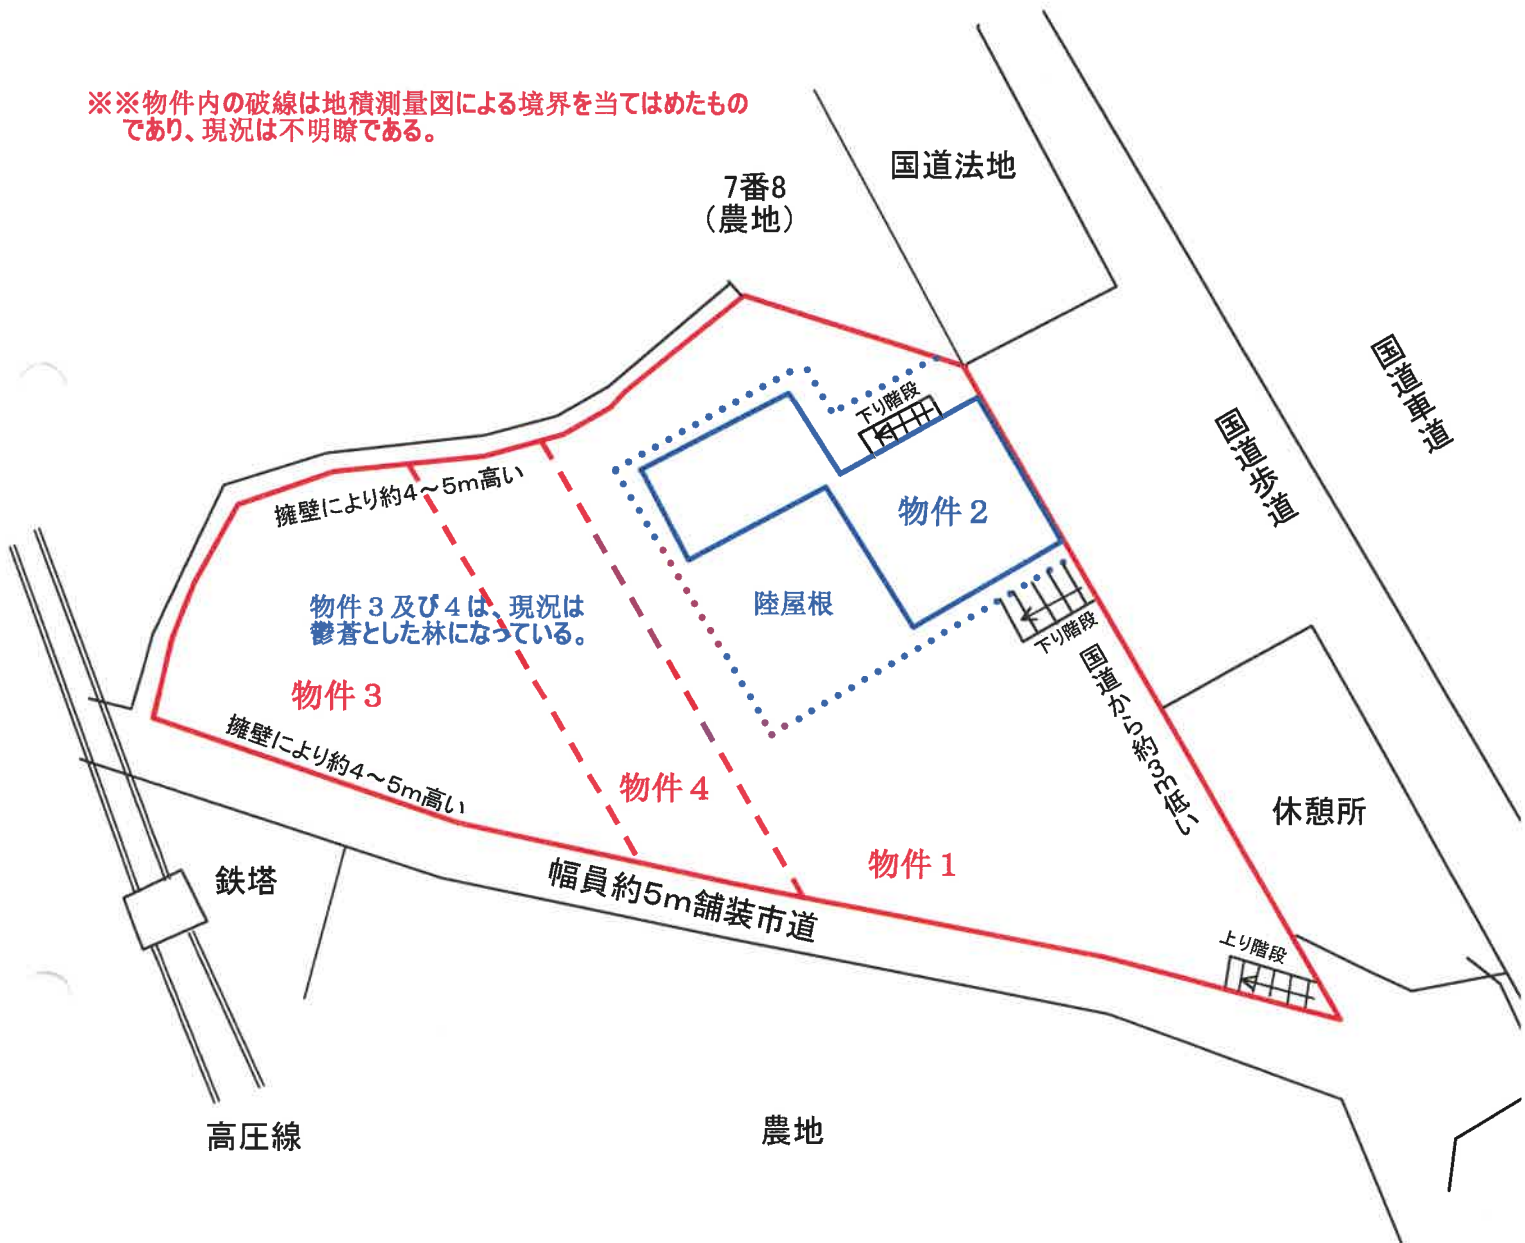 ※※物件内の破線は地積測量図による境界を当てはめたもの
であり、現況は不明瞭である。
国道法地
7番8
（農地）
国道車道
国道歩道
下り階段
擁壁により約4～5m高い
物件２
陸屋根
物件３及び４は、現況は
鬱蒼とした林になっている。
下り階段
国道から約3m低い
物件３
擁壁により約4～5m高い
物件４
休憩所
物件１
鉄塔
幅員約5m舗装市道
上り階段
高圧線
農地